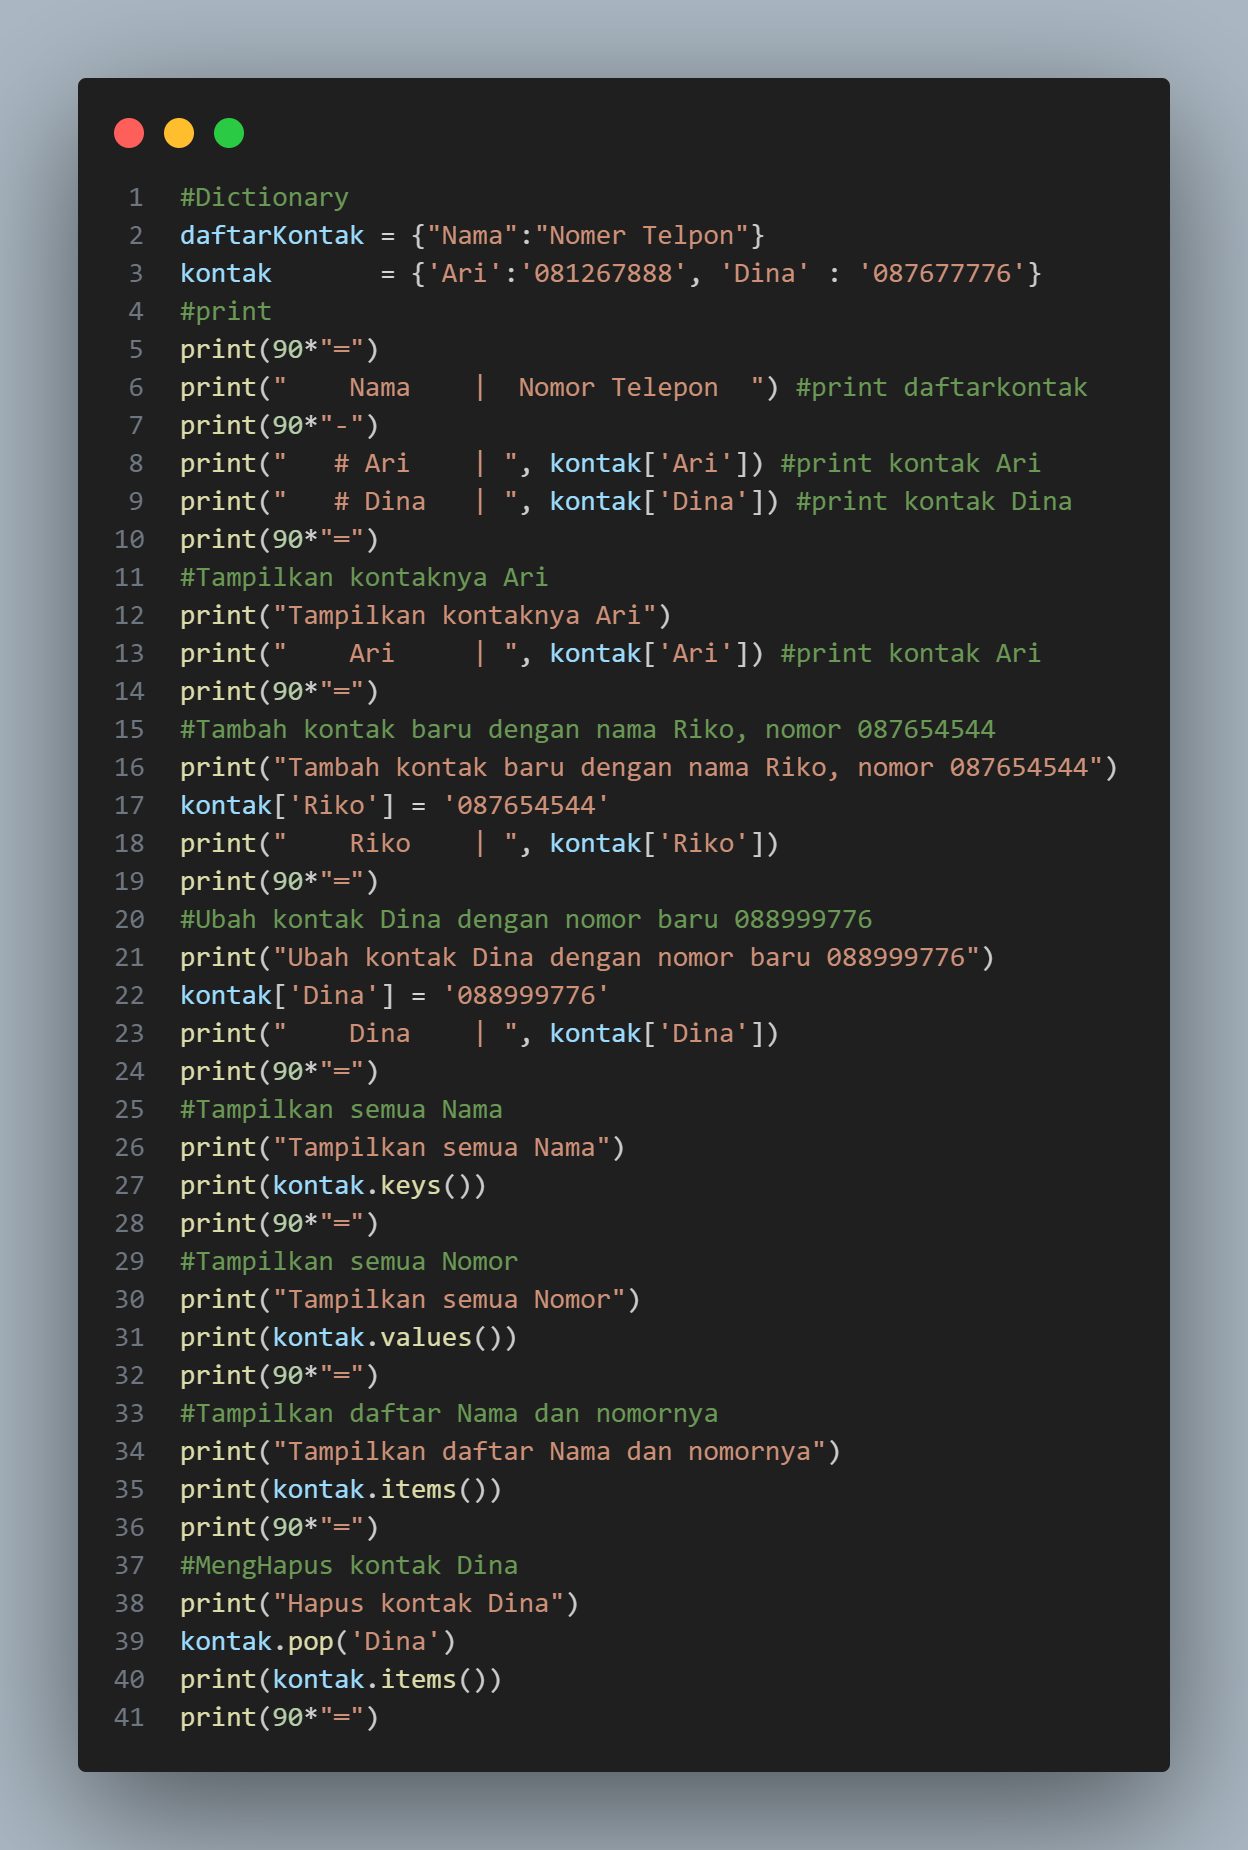 1 #Dictionary
2 daftarKontak = {"Nama":"Nomer Telpon"}
3 kontak       = {'Ari':'081267888', 'Dina' : '087677776'}
4 #print
5 print(90*"=")
6 print("    Nama    |  Nomor Telepon  ") #print daftarkontak
7 print(90*"-")
8 print("   # Ari    | ", kontak['Ari']) #print kontak Ari
9 print("   # Dina   | ", kontak['Dina']) #print kontak Dina
10 print(90*"=")
11 #Tampilkan kontaknya Ari
12 print("Tampilkan kontaknya Ari")
13 print("    Ari     | ", kontak['Ari']) #print kontak Ari
14 print(90*"=")
15 #Tambah kontak baru dengan nama Riko, nomor 087654544
16 print("Tambah kontak baru dengan nama Riko, nomor 087654544")
17 kontak['Riko'] = '087654544'
18 print("    Riko    | ", kontak['Riko'])
19 print(90*"=")
20 #Ubah kontak Dina dengan nomor baru 088999776
21 print("Ubah kontak Dina dengan nomor baru 088999776")
22 kontak['Dina'] = '088999776'
23 print("    Dina    | ", kontak['Dina'])
24 print(90*"=")
25 #Tampilkan semua Nama
26 print("Tampilkan semua Nama")
27 print(kontak.keys())
28 print(90*"=")
29 #Tampilkan semua Nomor
30 print("Tampilkan semua Nomor")
31 print(kontak.values())
32 print(90*"=")
33 #Tampilkan daftar Nama dan nomornya
34 print("Tampilkan daftar Nama dan nomornya")
35 print(kontak.items())
36 print(90*"=")
37 #MengHapus kontak Dina
38 print("Hapus kontak Dina")
39 kontak.pop('Dina')
40 print(kontak.items())
41 print(90*"=")